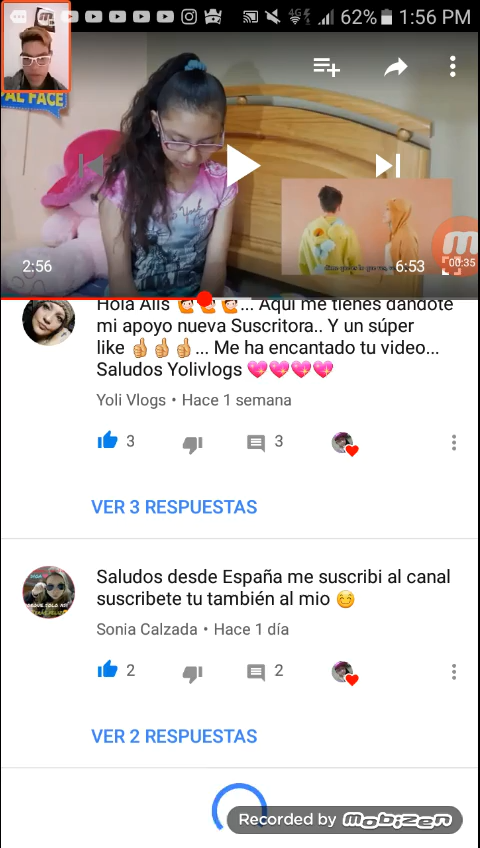 62% 1:56 PM
AL FACE
2:56
6:53
00:35
Hola Alis ... Aqui me tienes dandote
mi apoyo nueva Suscritora.. Y un súper
like 👍👍👍... Me ha encantado tu video...
Saludos Yolivlogs 💖💖💖💖
Yoli Vlogs • Hace 1 semana
3
3
VER 3 RESPUESTAS
Saludos desde España me suscribi al canal
suscribete tu también al mio 😊
Sonia Calzada • Hace 1 día
2
2
VER 2 RESPUESTAS
Recorded by Mobizen